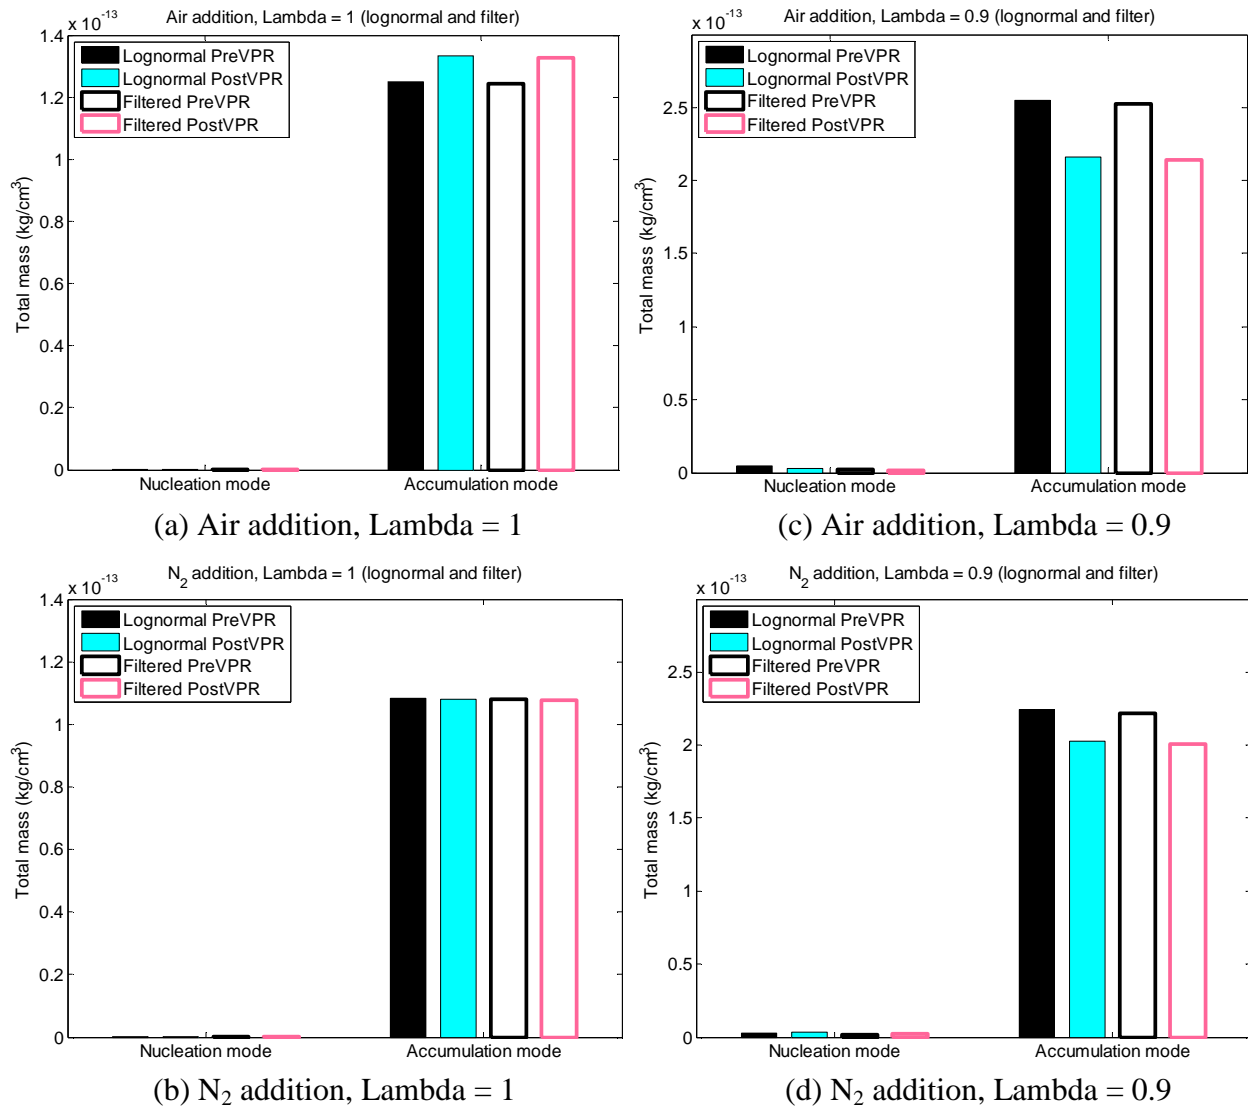 Air addition, Lambda = 1 (lognormal and filter)
x 10^-13
1.4
1.2
1
0.8
0.6
0.4
0.2
0
Total mass (kg/cm³)
Lognormal PreVPR
Lognormal PostVPR
Filtered PreVPR
Filtered PostVPR
Nucleation mode
Accumulation mode
(a) Air addition, Lambda = 1
Air addition, Lambda = 0.9 (lognormal and filter)
x 10^-13
2.5
2
1
0.5
0
Total mass (kg/cm³)
Lognormal PreVPR
Lognormal PostVPR
Filtered PreVPR
Filtered PostVPR
Nucleation mode
Accumulation mode
(c) Air addition, Lambda = 0.9
N₂ addition, Lambda = 1 (lognormal and filter)
x 10^-13
1.4
1.2
1
0.8
0.6
0.4
0.2
0
Total mass (kg/cm³)
Lognormal PreVPR
Lognormal PostVPR
Filtered PreVPR
Filtered PostVPR
Nucleation mode
Accumulation mode
(b) N₂ addition, Lambda = 1
N₂ addition, Lambda = 0.9 (lognormal and filter)
x 10^-13
2.5
2
1
0.5
0
Total mass (kg/cm³)
Lognormal PreVPR
Lognormal PostVPR
Filtered PreVPR
Filtered PostVPR
Nucleation mode
Accumulation mode
(d) N₂ addition, Lambda = 0.9